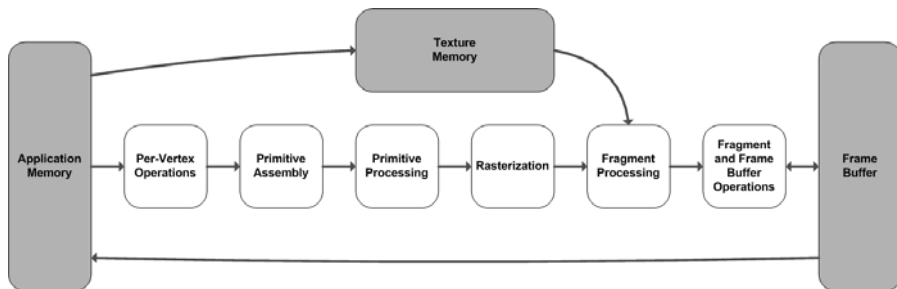 Texture
Memory
Application
Memory
Per-Vertex
Operations
Primitive
Assembly
Primitive
Processing
Rasterization
Fragment
Processing
Fragment
and Frame
Buffer
Operations
Frame
Buffer